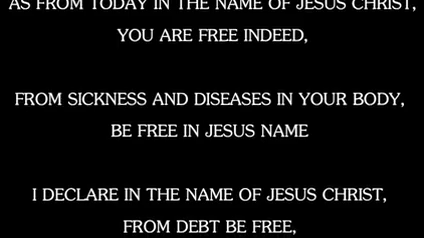 AS FROM TODAY IN THE NAME OF JESUS CHRIST,
YOU ARE FREE INDEED,
FROM SICKNESS AND DISEASES IN YOUR BODY,
BE FREE IN JESUS NAME
I DECLARE IN THE NAME OF JESUS CHRIST,
FROM DEBT BE FREE,